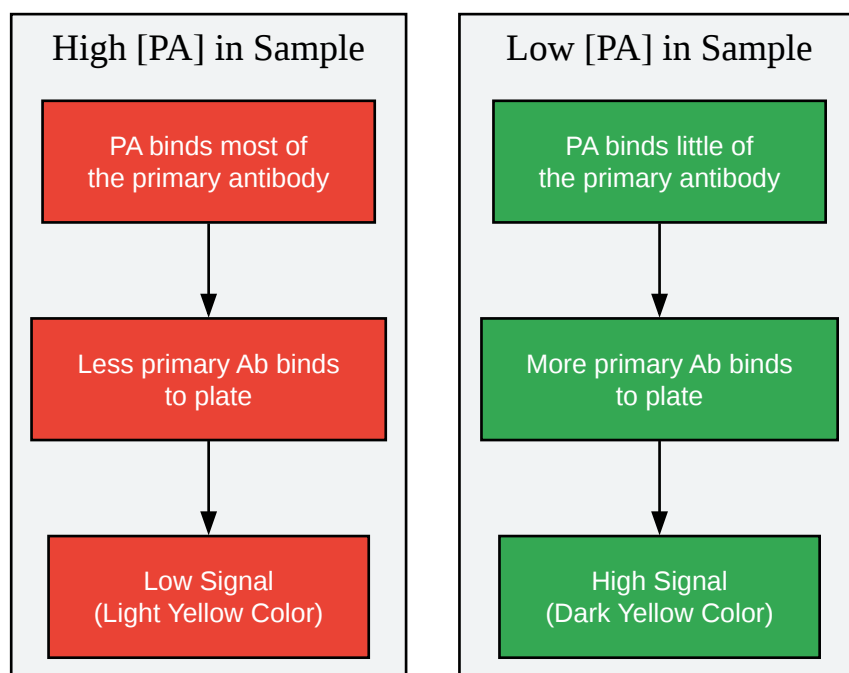 High [PA] in Sample
PA binds most of
the primary antibody
Less primary Ab binds
to plate
Low Signal
(Light Yellow Color)
Low [PA] in Sample
PA binds little of
the primary antibody
More primary Ab binds
to plate
High Signal
(Dark Yellow Color)